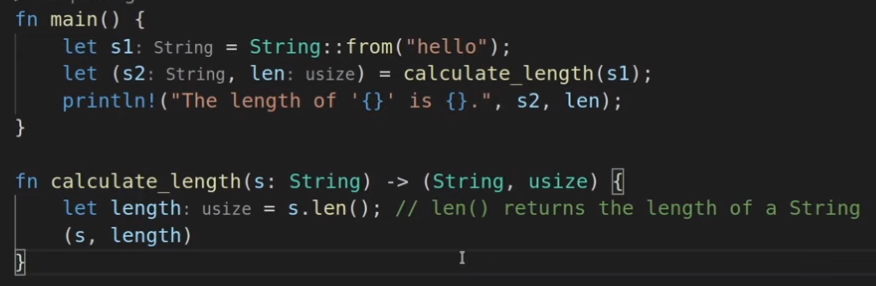 fn main() {
    let s1: String = String::from("hello");
    let (s2: String, len: usize) = calculate_length(s1);
    println!("The length of '{}' is {}.", s2, len);
}

fn calculate_length(s: String) -> (String, usize) {
    let length: usize = s.len(); // len() returns the length of a String
    (s, length)
}